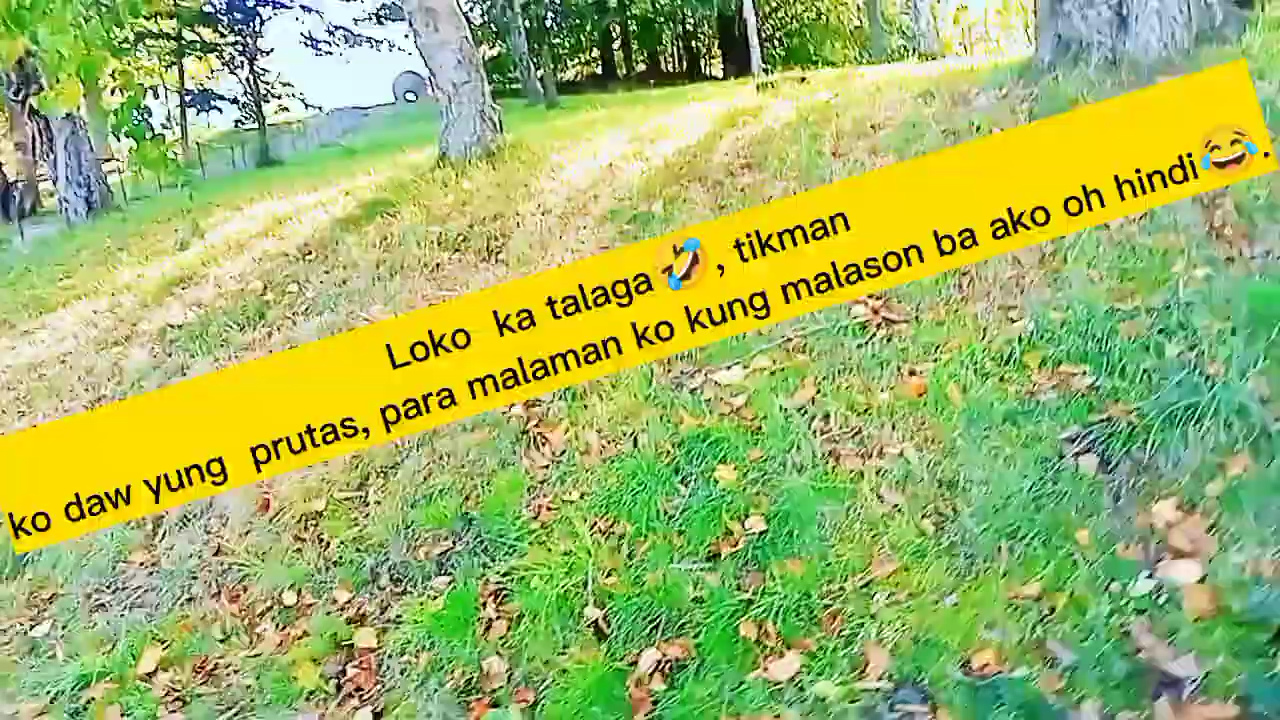 Loko ka talaga🤣, tikman
ko daw yung prutas, para malaman ko kung malason ba ako oh hindi😂.